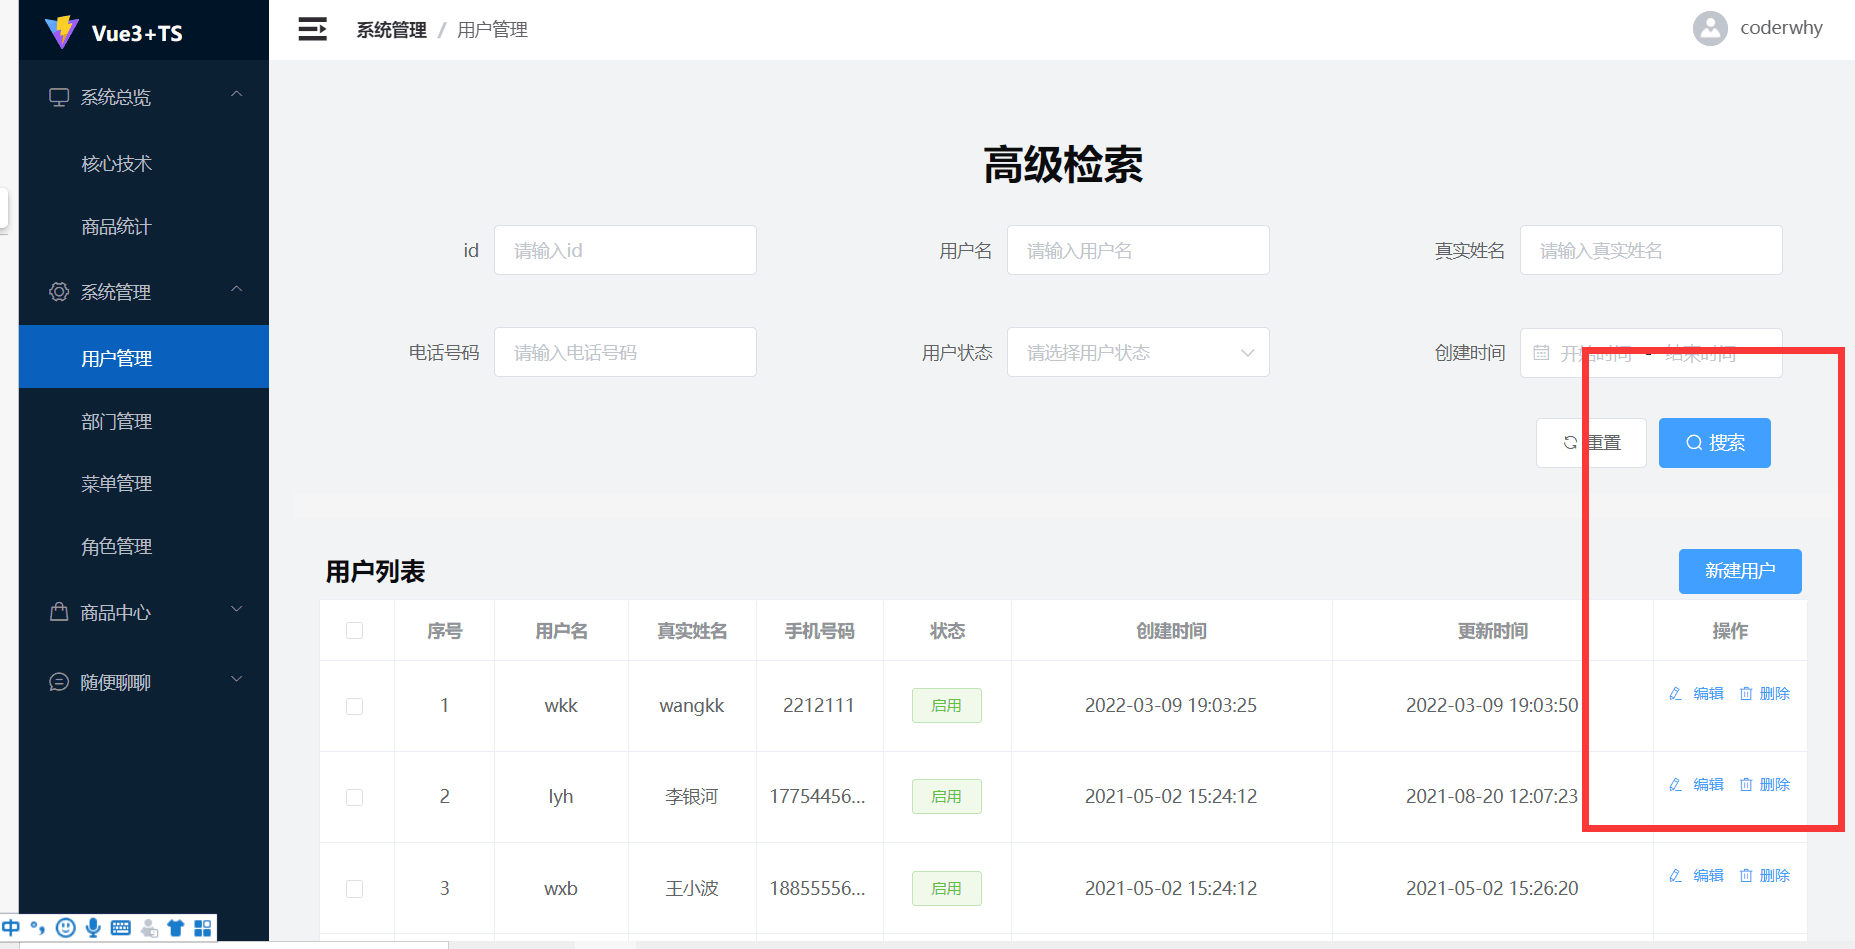 Vue3+TS
系统管理 / 用户管理
coderwhy
系统总览
核心技术
商品统计
系统管理
用户管理
部门管理
菜单管理
角色管理
商品中心
随便聊聊
高级检索
id 请输入id 用户名 请输入用户名 真实姓名 请输入真实姓名
电话号码 请输入电话号码 用户状态 请选择用户状态 创建时间 开始时间 - 结束时间
重置 搜索
用户列表 新建用户
序号 用户名 真实姓名 手机号码 状态 创建时间 更新时间 操作
1 wkk wangkk 2212111 启用 2022-03-09 19:03:25 2022-03-09 19:03:50 编辑 删除
2 lyh 李银河 17754456... 启用 2021-05-02 15:24:12 2021-08-20 12:07:23 编辑 删除
3 wxb 王小波 18855556... 启用 2021-05-02 15:24:12 2021-05-02 15:26:20 编辑 删除
中